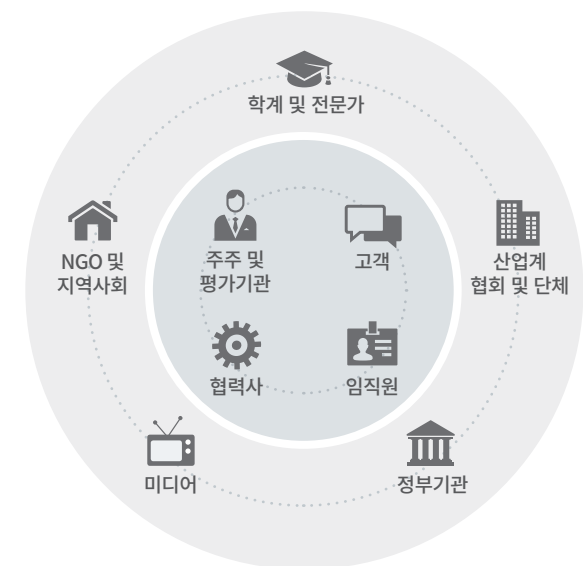 학계 및 전문가
NGO 및
지역사회
주주 및
평가기관
고객
산업계
협회 및 단체
협력사
임직원
미디어
정부기관